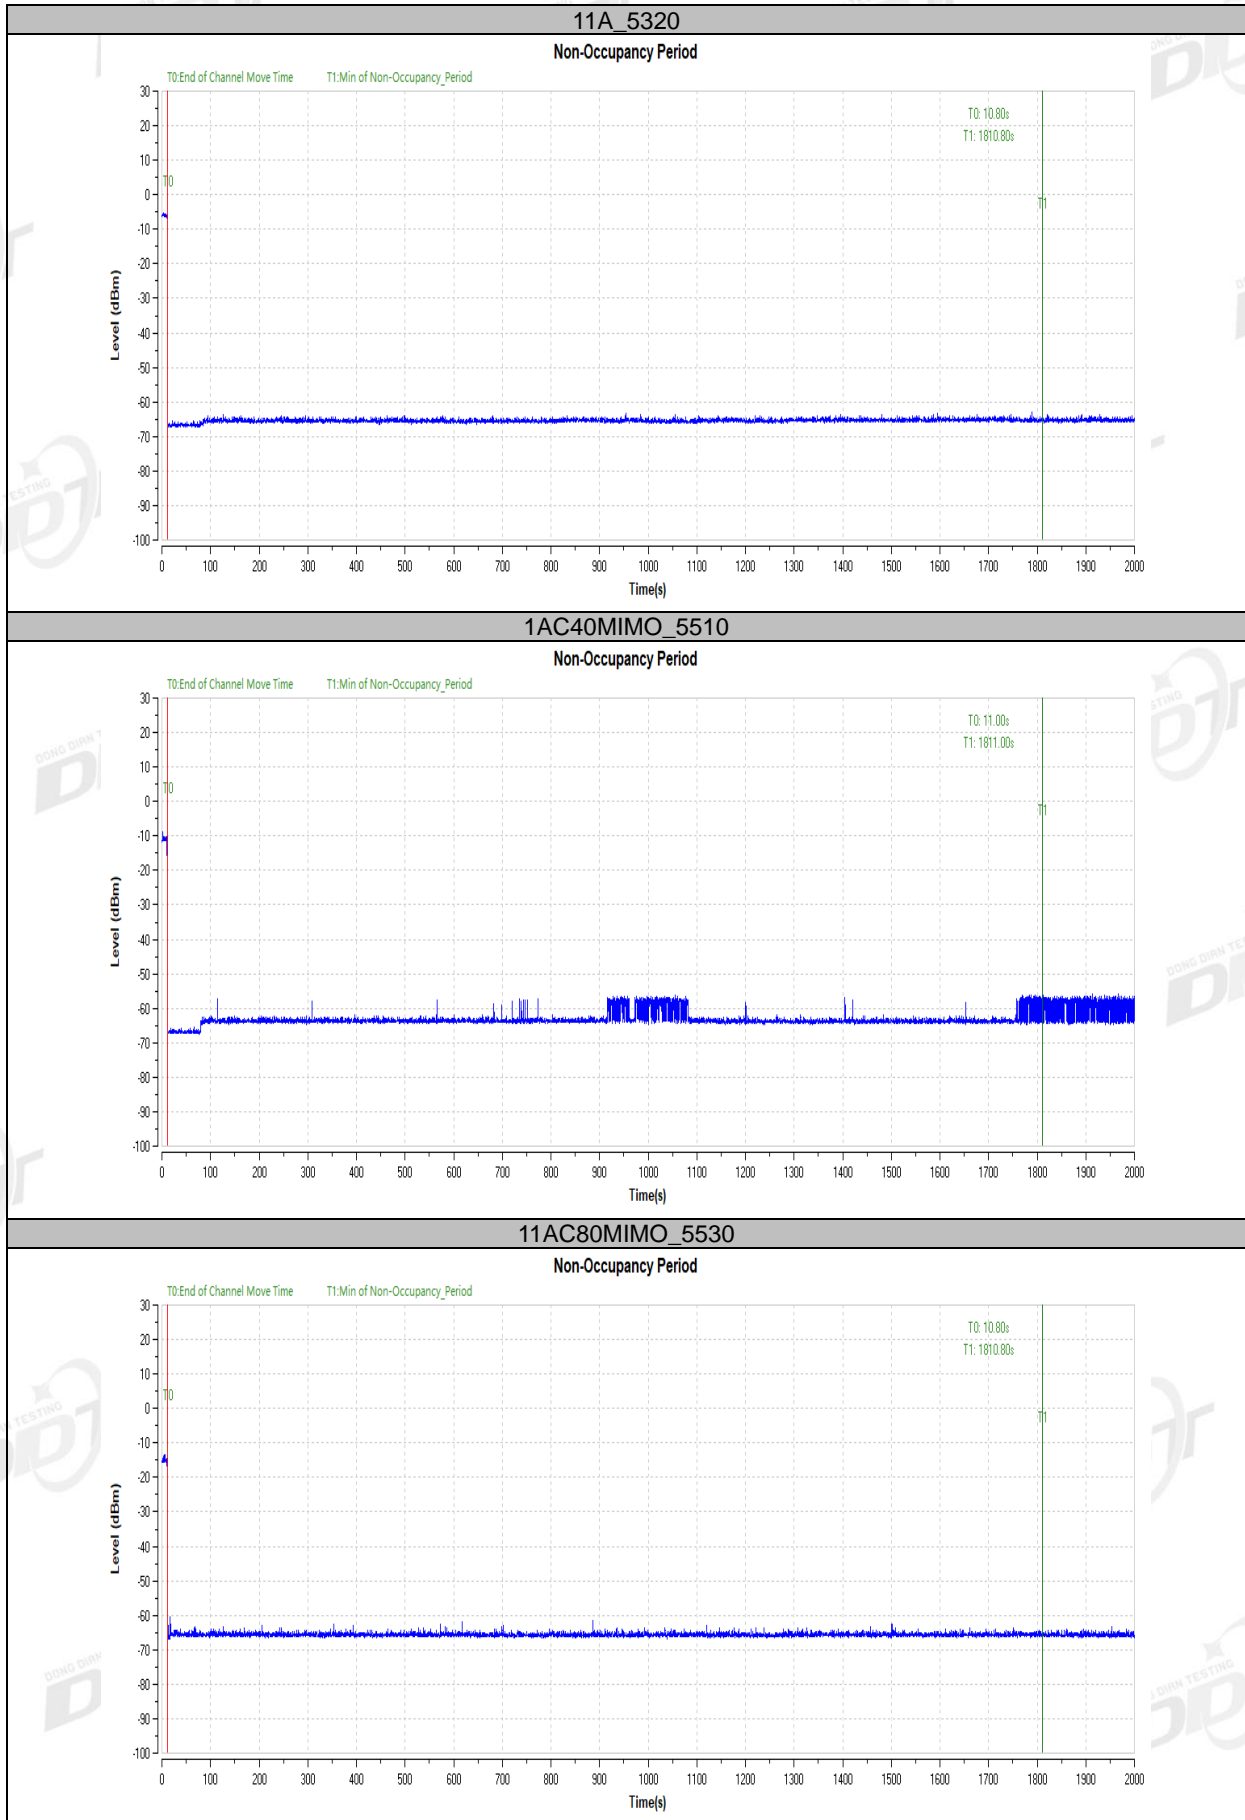 11A_5320
Non-Occupancy Period
T0:End of Channel Move Time T1:Min of Non-Occupancy_Period
T0: 10.80s
T1: 1810.80s
T0
T1
30
20
10
0
-10
-20
-30
-40
-50
-60
-70
-80
-90
-100
Level (dBm)
0 100 200 300 400 500 600 700 800 900 1000 1100 1200 1300 1400 1500 1600 1700 1800 1900 2000
Time(s)
1AC40MIMO_5510
Non-Occupancy Period
T0:End of Channel Move Time T1:Min of Non-Occupancy_Period
T0: 11.00s
T1: 1811.00s
T0
T1
30
20
10
0
-10
-20
-30
-40
-50
-60
-70
-80
-90
-100
Level (dBm)
0 100 200 300 400 500 600 700 800 900 1000 1100 1200 1300 1400 1500 1600 1700 1800 1900 2000
Time(s)
11AC80MIMO_5530
Non-Occupancy Period
T0:End of Channel Move Time T1:Min of Non-Occupancy_Period
T0: 10.80s
T1: 1810.80s
T0
T1
30
20
10
0
-10
-20
-30
-40
-50
-60
-70
-80
-90
-100
Level (dBm)
0 100 200 300 400 500 600 700 800 900 1000 1100 1200 1300 1400 1500 1600 1700 1800 1900 2000
Time(s)